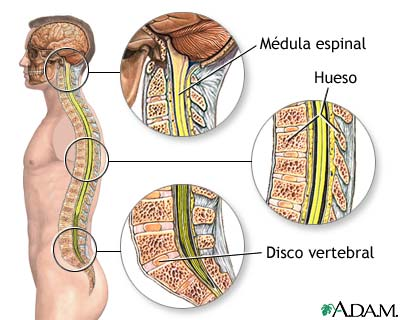 Médula espinal
Hueso
Disco vertebral
A.D.A.M.